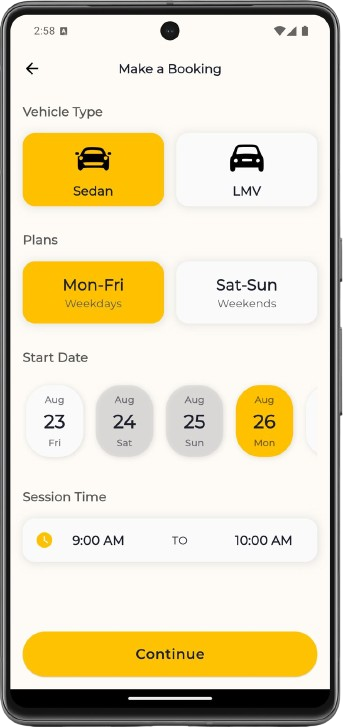 2:58
Make a Booking
Vehicle Type
Sedan LMV
Plans
Mon-Fri Sat-Sun
Weekdays Weekends
Start Date
Aug Aug Aug Aug
23 24 25 26
Fri Sat Sun Mon
Session Time
9:00 AM TO 10:00 AM
Continue